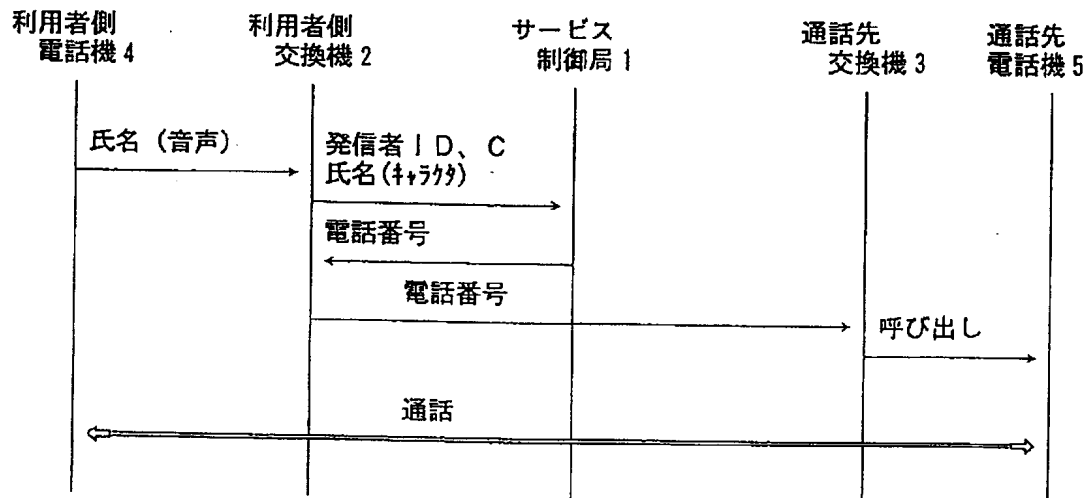 利用者側
電話機4
利用者側
交換機2
サービス
制御局1
通話先
交換機3
通話先
電話機5
氏名（音声）
発信者ID、C
氏名(ｷｬﾗｸﾀ)
電話番号
電話番号
呼び出し
通話